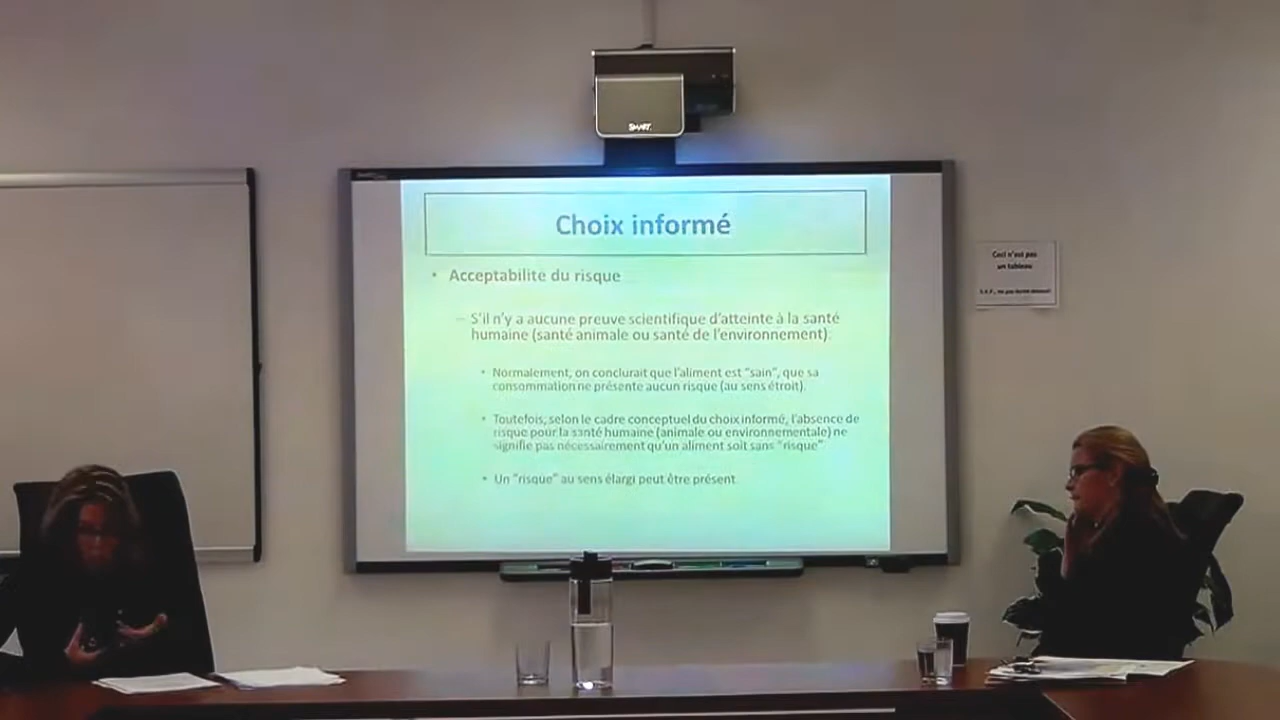 SMART
Choix informé
• Acceptabilité du risque
– S'il n'y a aucune preuve scientifique d'atteinte à la santé
humaine (santé animale ou santé de l'environnement).
• Normalement, on conclurait que l'aliment est "sain", que sa
consommation ne présente aucun risque (au sens étroit).
• Toutefois, selon le cadre conceptuel du choix informé, l'absence de
risque pour la santé humaine (animale ou environnementale) ne
signifie pas nécessairement qu'un aliment soit sans "risque".
• Un "risque" au sens élargi peut être présent.
Ceci n'est pas
un tableau
S.V.P., ne pas écrire dessus!